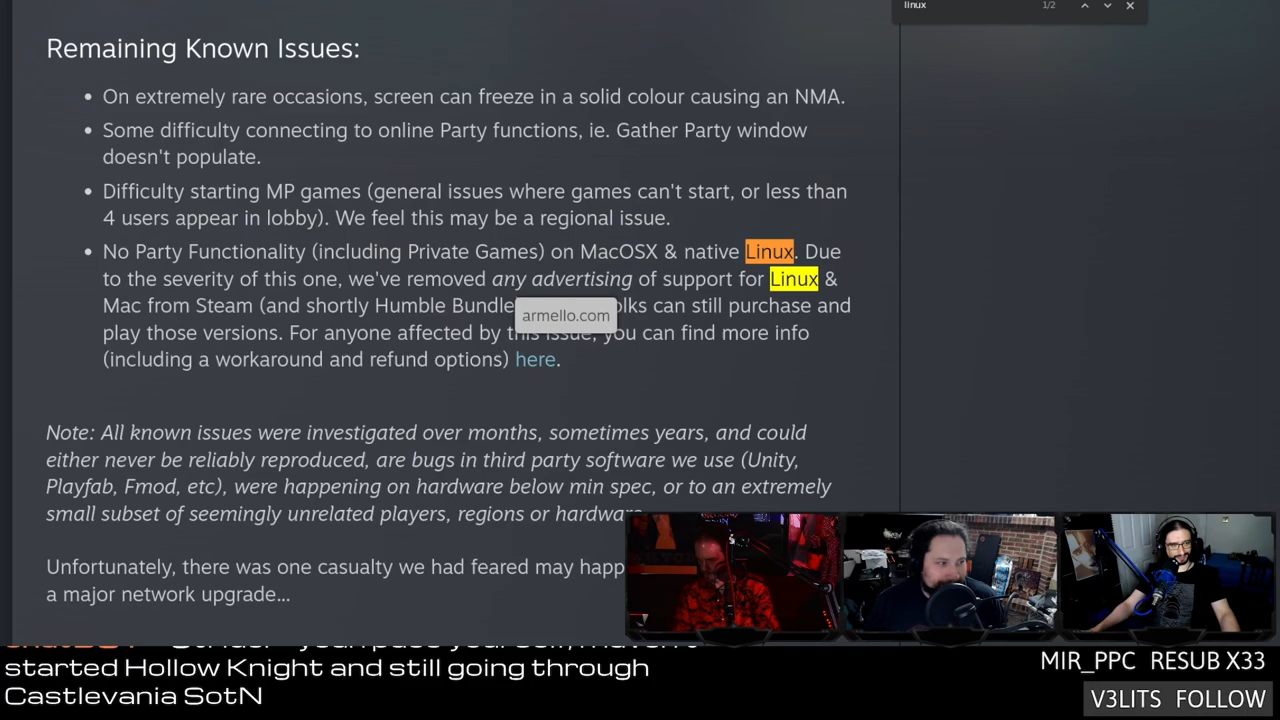 linux
1/2
Remaining Known Issues:
On extremely rare occasions, screen can freeze in a solid colour causing an NMA.
Some difficulty connecting to online Party functions, ie. Gather Party window
doesn't populate.
Difficulty starting MP games (general issues where games can't start, or less than
4 users appear in lobby). We feel this may be a regional issue.
No Party Functionality (including Private Games) on MacOSX & native Linux. Due
to the severity of this one, we've removed any advertising of support for Linux &
Mac from Steam (and shortly Humble Bundle olks can still purchase and
armello.com
play those versions. For anyone affected by this issue, you can find more info
(including a workaround and refund options) here.
Note: All known issues were investigated over months, sometimes years, and could
either never be reliably reproduced, are bugs in third party software we use (Unity,
Playfab, Fmod, etc), were happening on hardware below min spec, or to an extremely
small subset of seemingly unrelated players, regions or hardware.
Unfortunately, there was one casualty we had feared may happ
a major network upgrade...
started Hollow Knight and still going through
Castlevania SotN
MIR_PPC RESUB X33
V3LITS FOLLOW